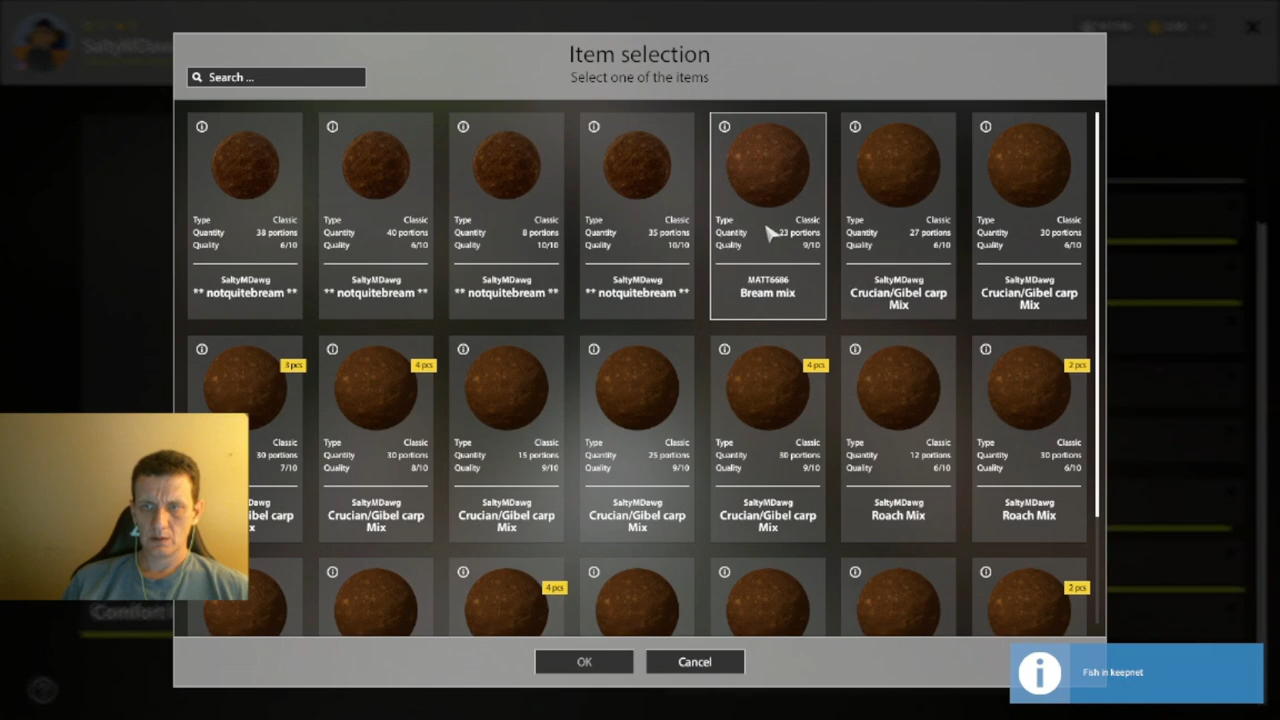 SaltyMDawg
Item selection
Search ...
Select one of the items
Type Classic
Quantity 38 portions
Quality 6/10
SaltyMDawg
** notquitebream **
Type Classic
Quantity 40 portions
Quality 6/10
SaltyMDawg
** notquitebream **
Type Classic
Quantity 8 portions
Quality 10/10
SaltyMDawg
** notquitebream **
Type Classic
Quantity 35 portions
Quality 10/10
SaltyMDawg
** notquitebream **
Type Classic
Quantity 23 portions
Quality 9/10
MATT6686
Bream mix
Type Classic
Quantity 27 portions
Quality 6/10
SaltyMDawg
Crucian/Gibel carp
Mix
Type Classic
Quantity 30 portions
Quality 6/10
SaltyMDawg
Crucian/Gibel carp
Mix
3 pcs
Classic
30 portions
7/10
Gibel carp
4 pcs
Type Classic
Quantity 30 portions
Quality 8/10
SaltyMDawg
Crucian/Gibel carp
Mix
Type Classic
Quantity 15 portions
Quality 9/10
SaltyMDawg
Crucian/Gibel carp
Mix
Type Classic
Quantity 25 portions
Quality 9/10
SaltyMDawg
Crucian/Gibel carp
Mix
4 pcs
Type Classic
Quantity 30 portions
Quality 9/10
SaltyMDawg
Crucian/Gibel carp
Mix
Type Classic
Quantity 12 portions
Quality 6/10
SaltyMDawg
Roach Mix
2 pcs
Type Classic
Quantity 30 portions
Quality 6/10
SaltyMDawg
Roach Mix
4 pcs
2 pcs
Comfort
OK
Cancel
Fish in keepnet